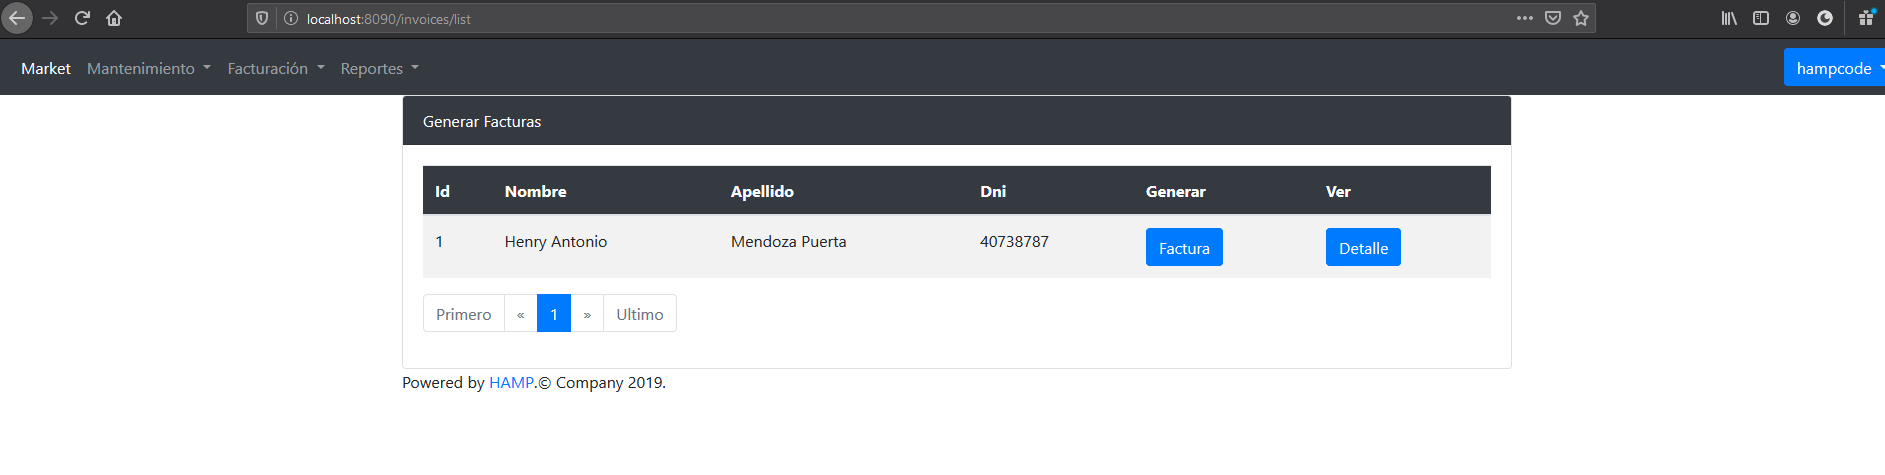 localhost:8090/invoices/list
Market Mantenimiento Facturación Reportes hampcode
Generar Facturas
Id Nombre Apellido Dni Generar Ver
1 Henry Antonio Mendoza Puerta 40738787 Factura Detalle
Primero « 1 » Ultimo
Powered by HAMP.© Company 2019.